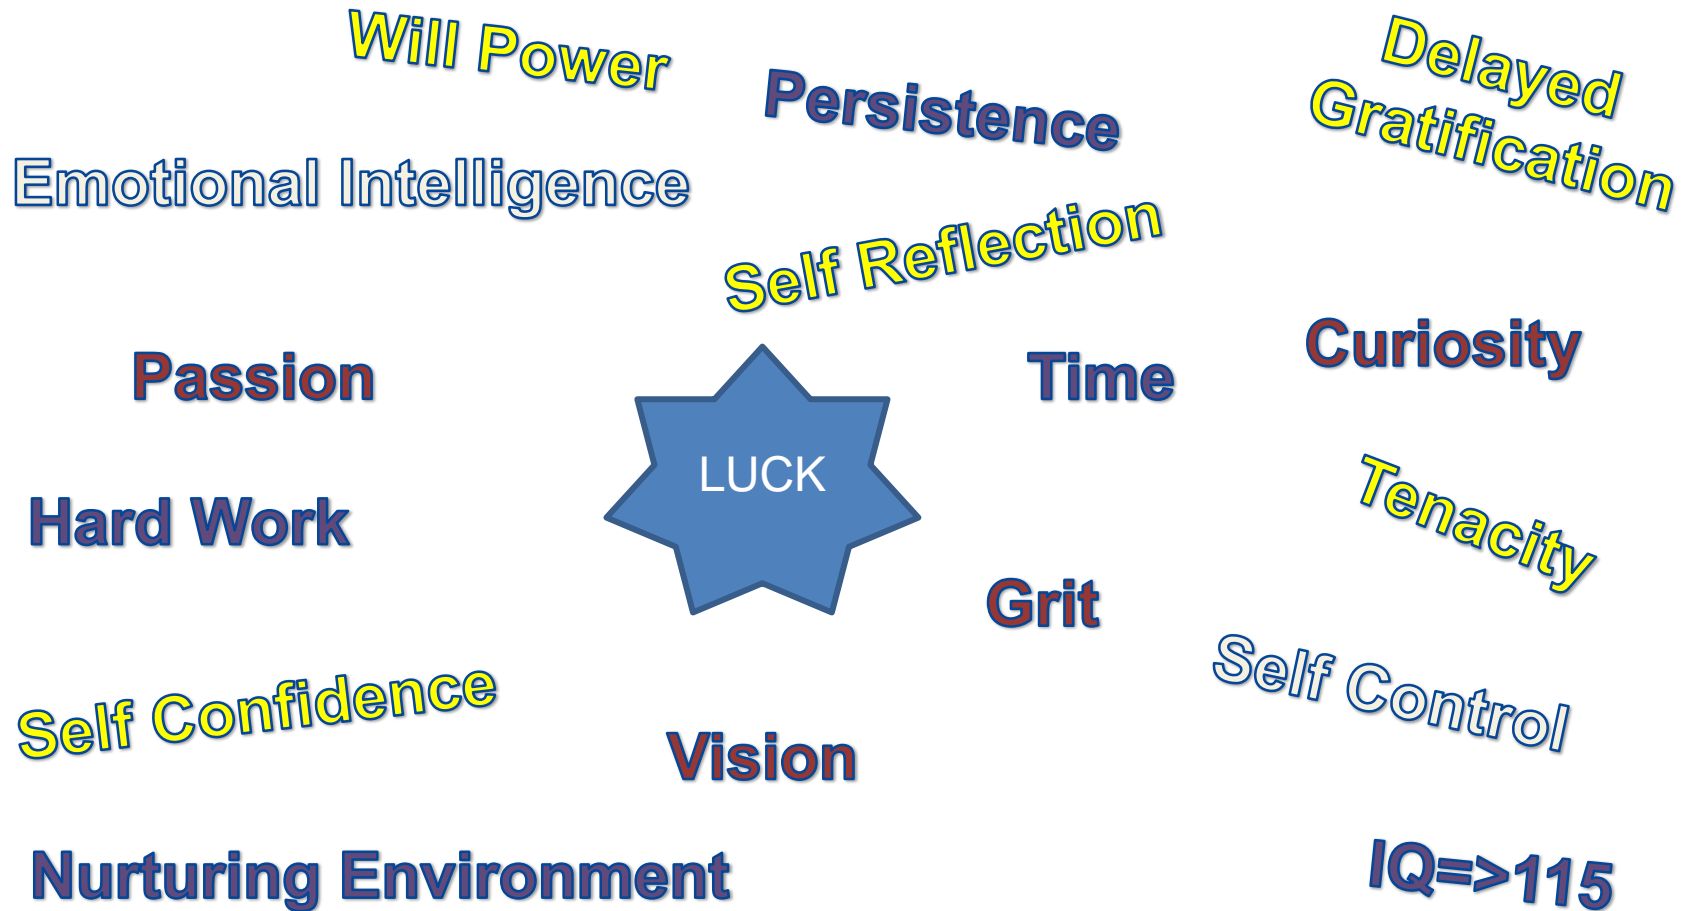 Will Power
Persistence
Delayed
Gratification
Emotional Intelligence
Self Reflection
Passion
Time
Curiosity
LUCK
Hard Work
Tenacity
Grit
Self Confidence
Self Control
Vision
Nurturing Environment
IQ=>115